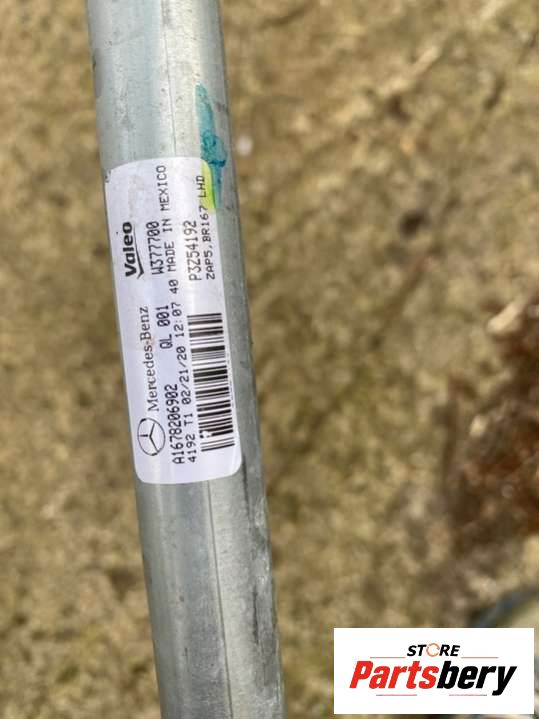 Mercedes-Benz Valeo
A1678206902 QL 001 W377700
4192 T1 02/21/20 12:07 40 MADE IN MEXICO
P3Z54192
ZAP5,BR167 LHD
STORE
Partsbery